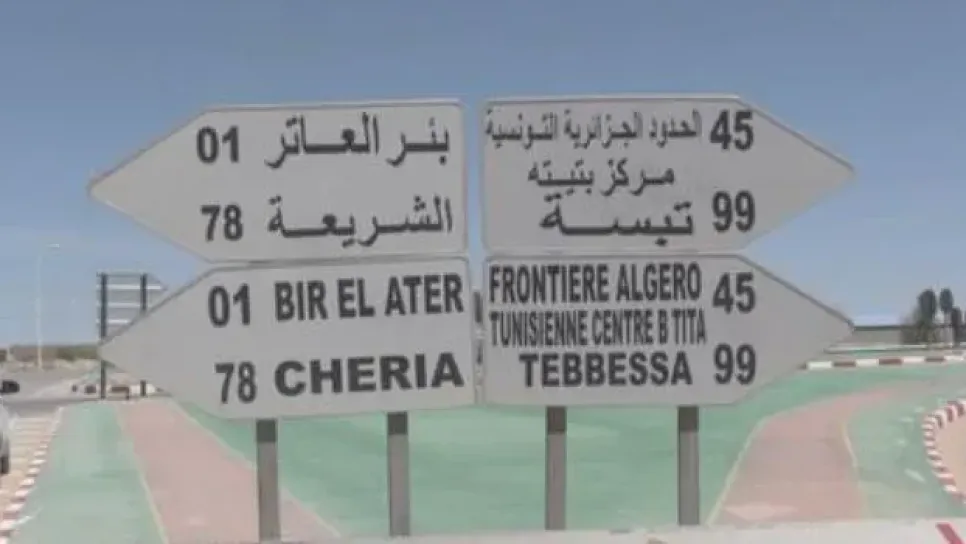 بئر العاتر 01
الشريعة 78
الحدود الجزائرية التونسية 45
مركز بتيتة
تبسة 99
01 BIR EL ATER
78 CHERIA
FRONTIERE ALGERO 45
TUNISIENNE CENTRE B TITA
TEBBESSA 99